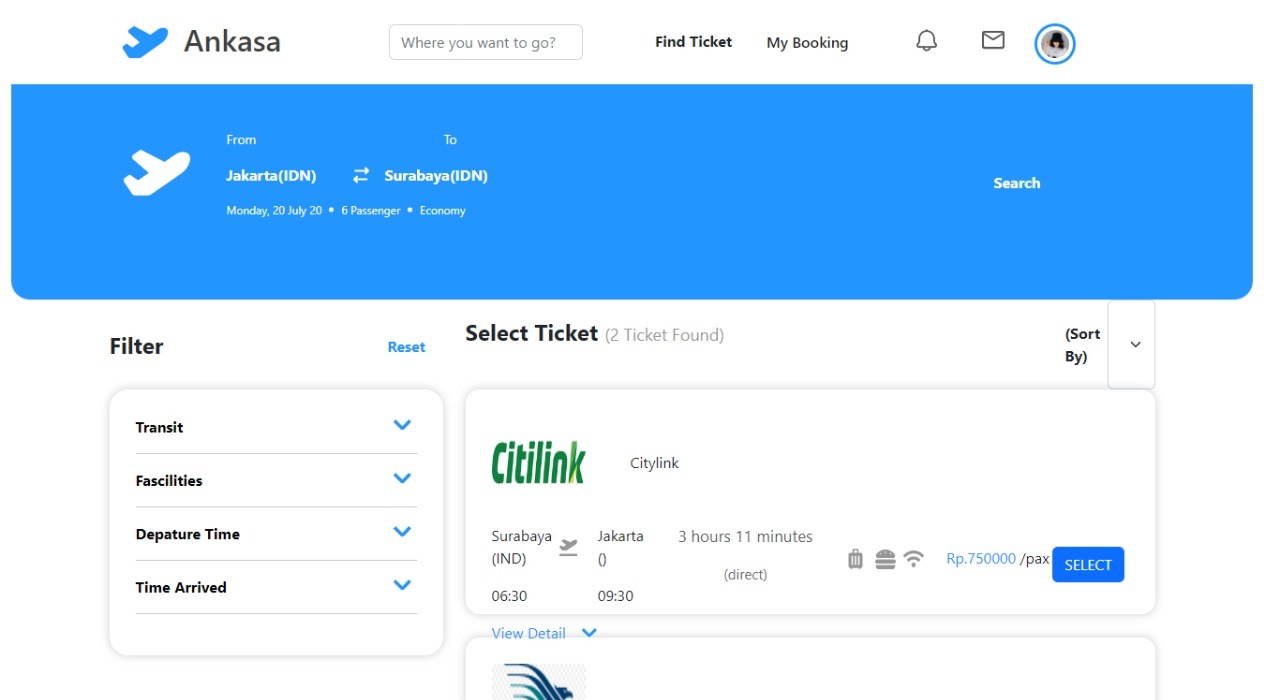 Ankasa
Where you want to go?
Find Ticket
My Booking
From
To
Jakarta(IDN)
Surabaya(IDN)
Monday, 20 July 20 • 6 Passenger • Economy
Search
Filter
Reset
Select Ticket (2 Ticket Found)
(Sort
By)
Transit
Fascilities
Depature Time
Time Arrived
Citilink
Citylink
Surabaya
(IND)
06:30
Jakarta
()
09:30
3 hours 11 minutes
(direct)
Rp.750000 /pax
SELECT
View Detail